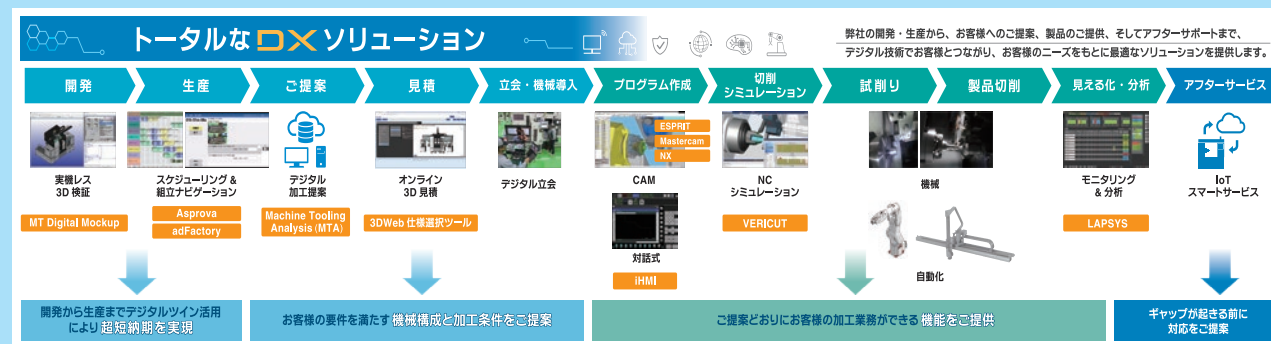 トータルなDXソリューション
弊社の開発・生産から、お客様へのご提案、製品のご提供、そしてアフターサポートまで、
デジタル技術でお客様とつながり、お客様のニーズをもとに最適なソリューションを提供します。
開発
生産
ご提案
見積
立会・機械導入
プログラム作成
切削
シミュレーション
試削り
製品切削
見える化・分析
アフターサービス
実機レス
3D 検証
MT Digital Mockup
スケジューリング &
組立ナビゲーション
Asprova
adFactory
デジタル
加工提案
Machine Tooling
Analysis (MTA)
オンライン
3D 見積
3DWeb 仕様選択ツール
デジタル立会
ESPRIT
Mastercam
NX
CAM
対話式
iHMI
NC
シミュレーション
VERICUT
機械
自動化
モニタリング
& 分析
LAPSYS
IoT
スマートサービス
開発から生産までデジタルツイン活用
により 超短納期を実現
お客様の要件を満たす 機械構成と加工条件をご提案
ご提案どおりにお客様の加工業務ができる 機能をご提供
ギャップが起きる前に
対応をご提案